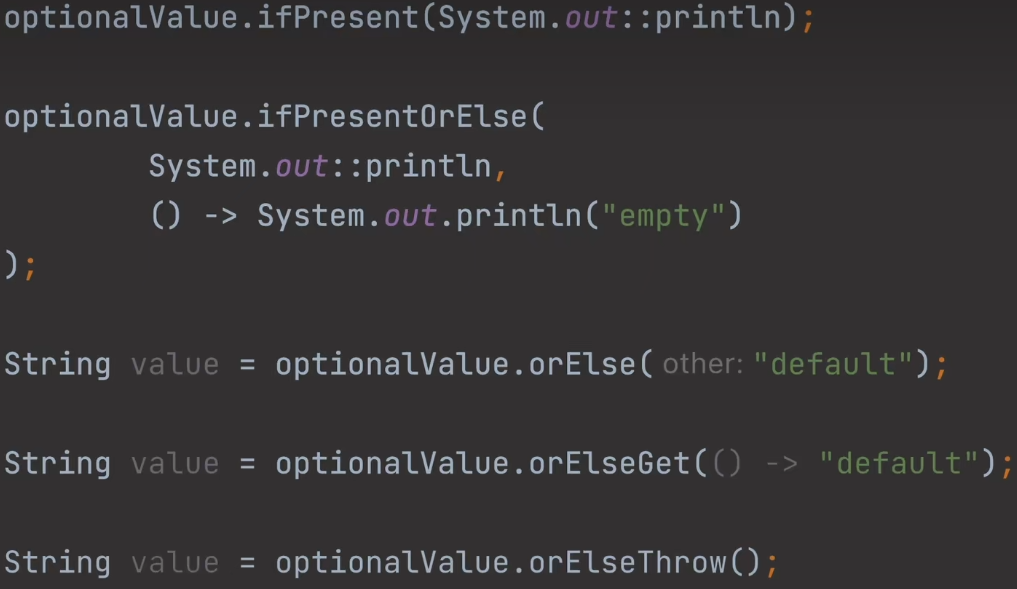 optionalValue.ifPresent(System.out::println);
optionalValue.ifPresentOrElse(
System.out::println,
() -> System.out.println("empty")
);
String value = optionalValue.orElse( other: "default");
String value = optionalValue.orElseGet(() -> "default");
String value = optionalValue.orElseThrow();